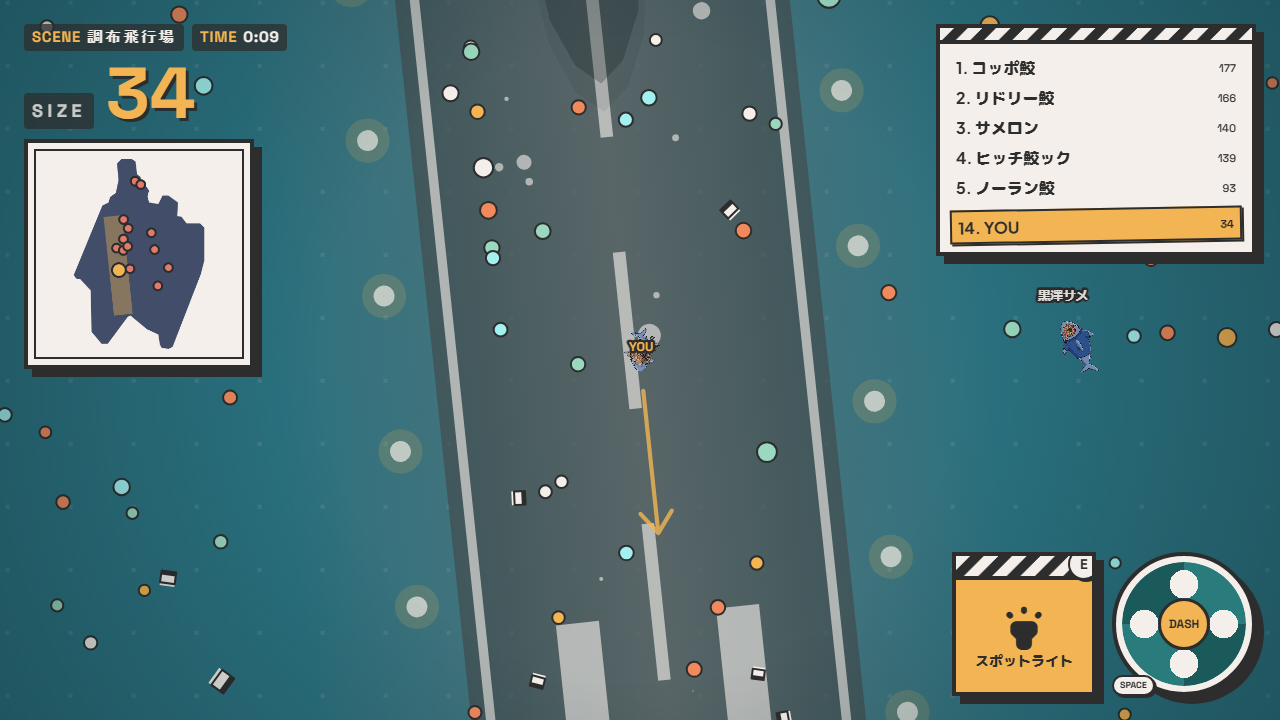 SCENE 調布飛行場 TIME 0:09
SIZE 34
1. コッポ鮫 177
2. リドリー鮫 166
3. サメロン 140
4. ヒッチ鮫ック 139
5. ノーラン鮫 93
14. YOU 34
黒澤サメ
YOU
E
スポットライト
DASH
SPACE